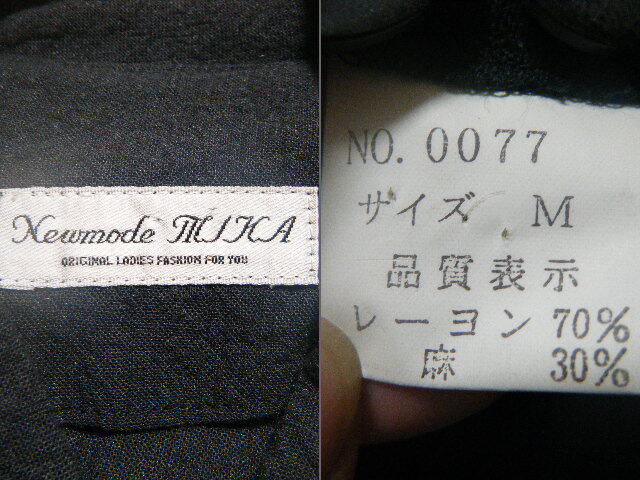 Newmode MIKA
ORIGINAL LADIES FASHION FOR YOU
NO. 0077
サイズ M
品質表示
レーヨン 70%
麻 30%